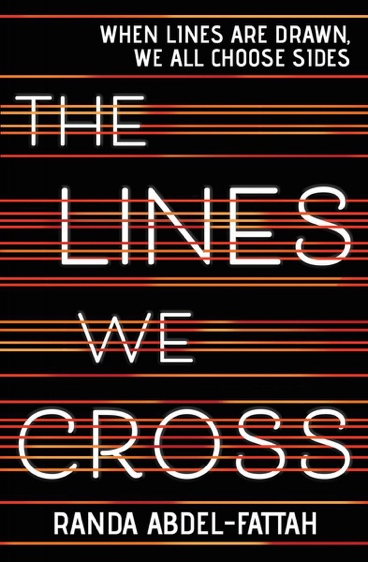 WHEN LINES ARE DRAWN,
WE ALL CHOOSE SIDES
THE
LINES
WE
CROSS
RANDA ABDEL-FATTAH